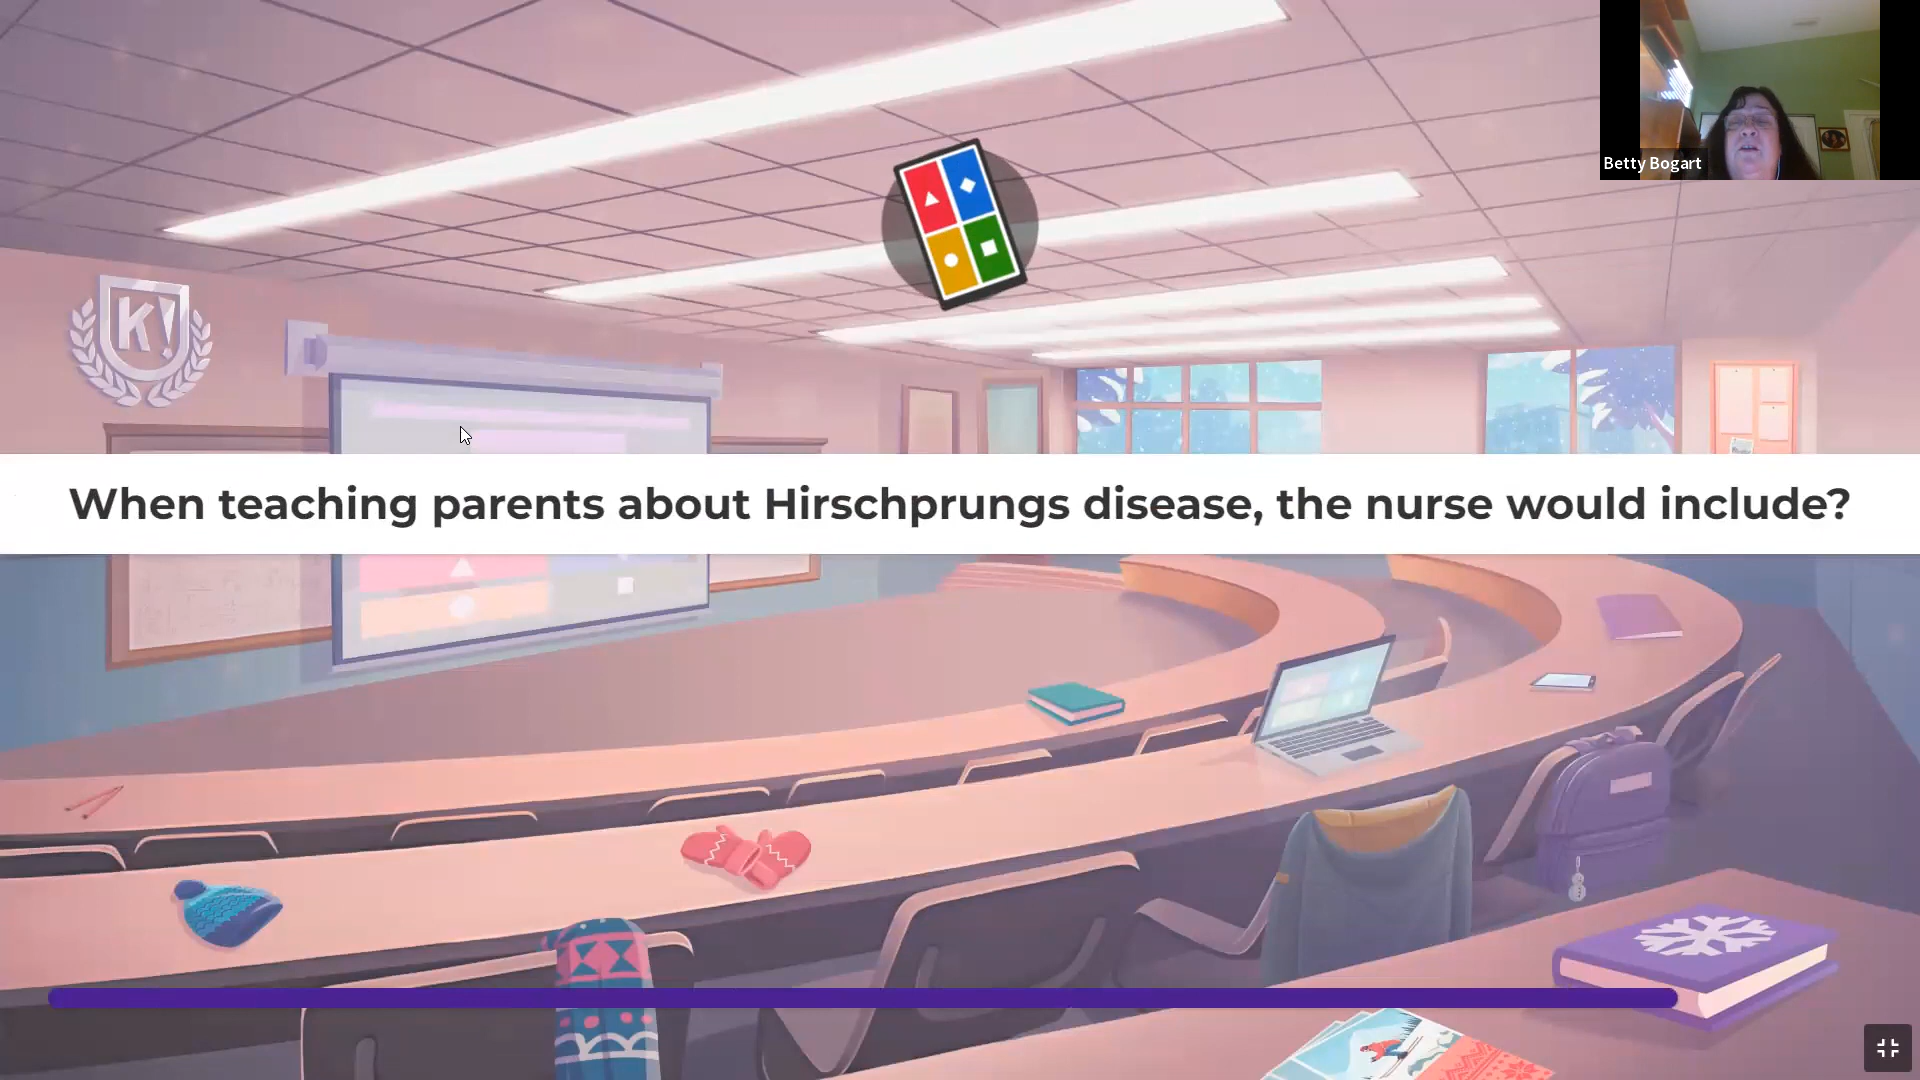 Betty Bogart
K!
When teaching parents about Hirschprungs disease, the nurse would include?